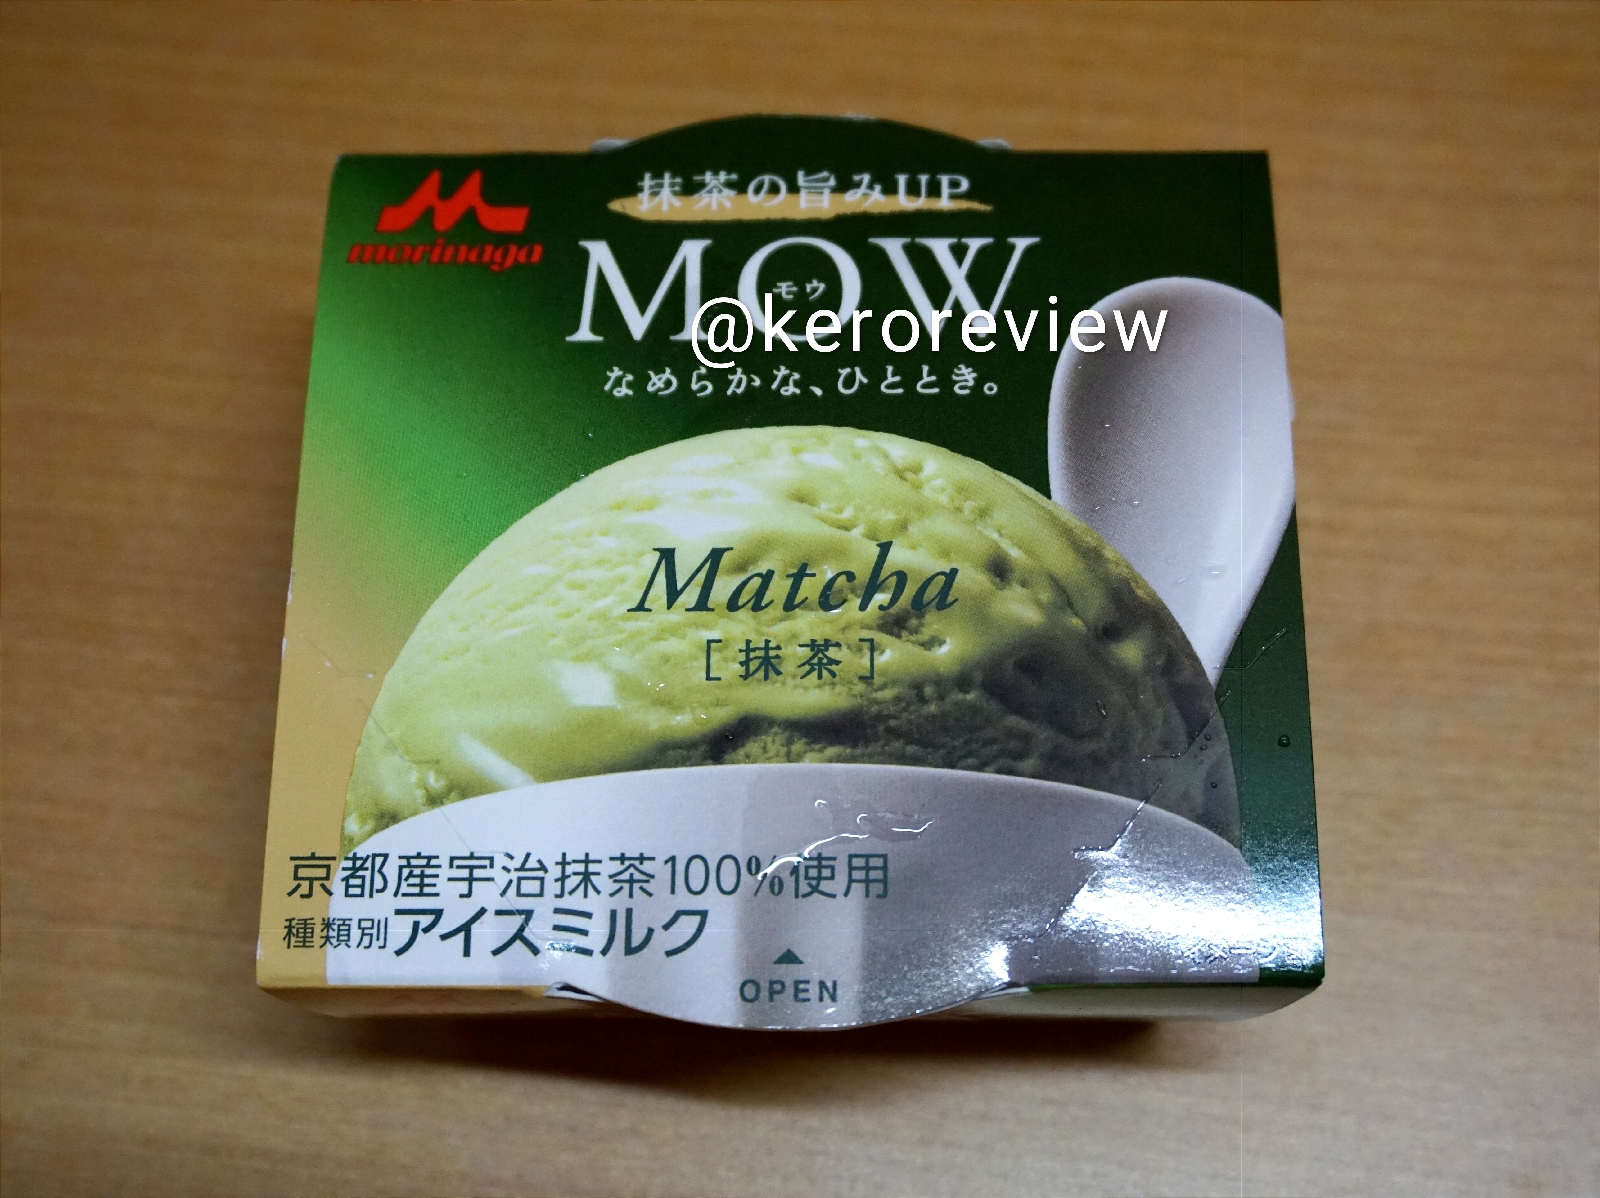 抹茶の旨みUP
morinaga
MOW
モウ
@keroreview
なめらかな、ひととき。
Matcha
[抹茶]
京都産宇治抹茶100%使用
種類別アイスミルク
OPEN